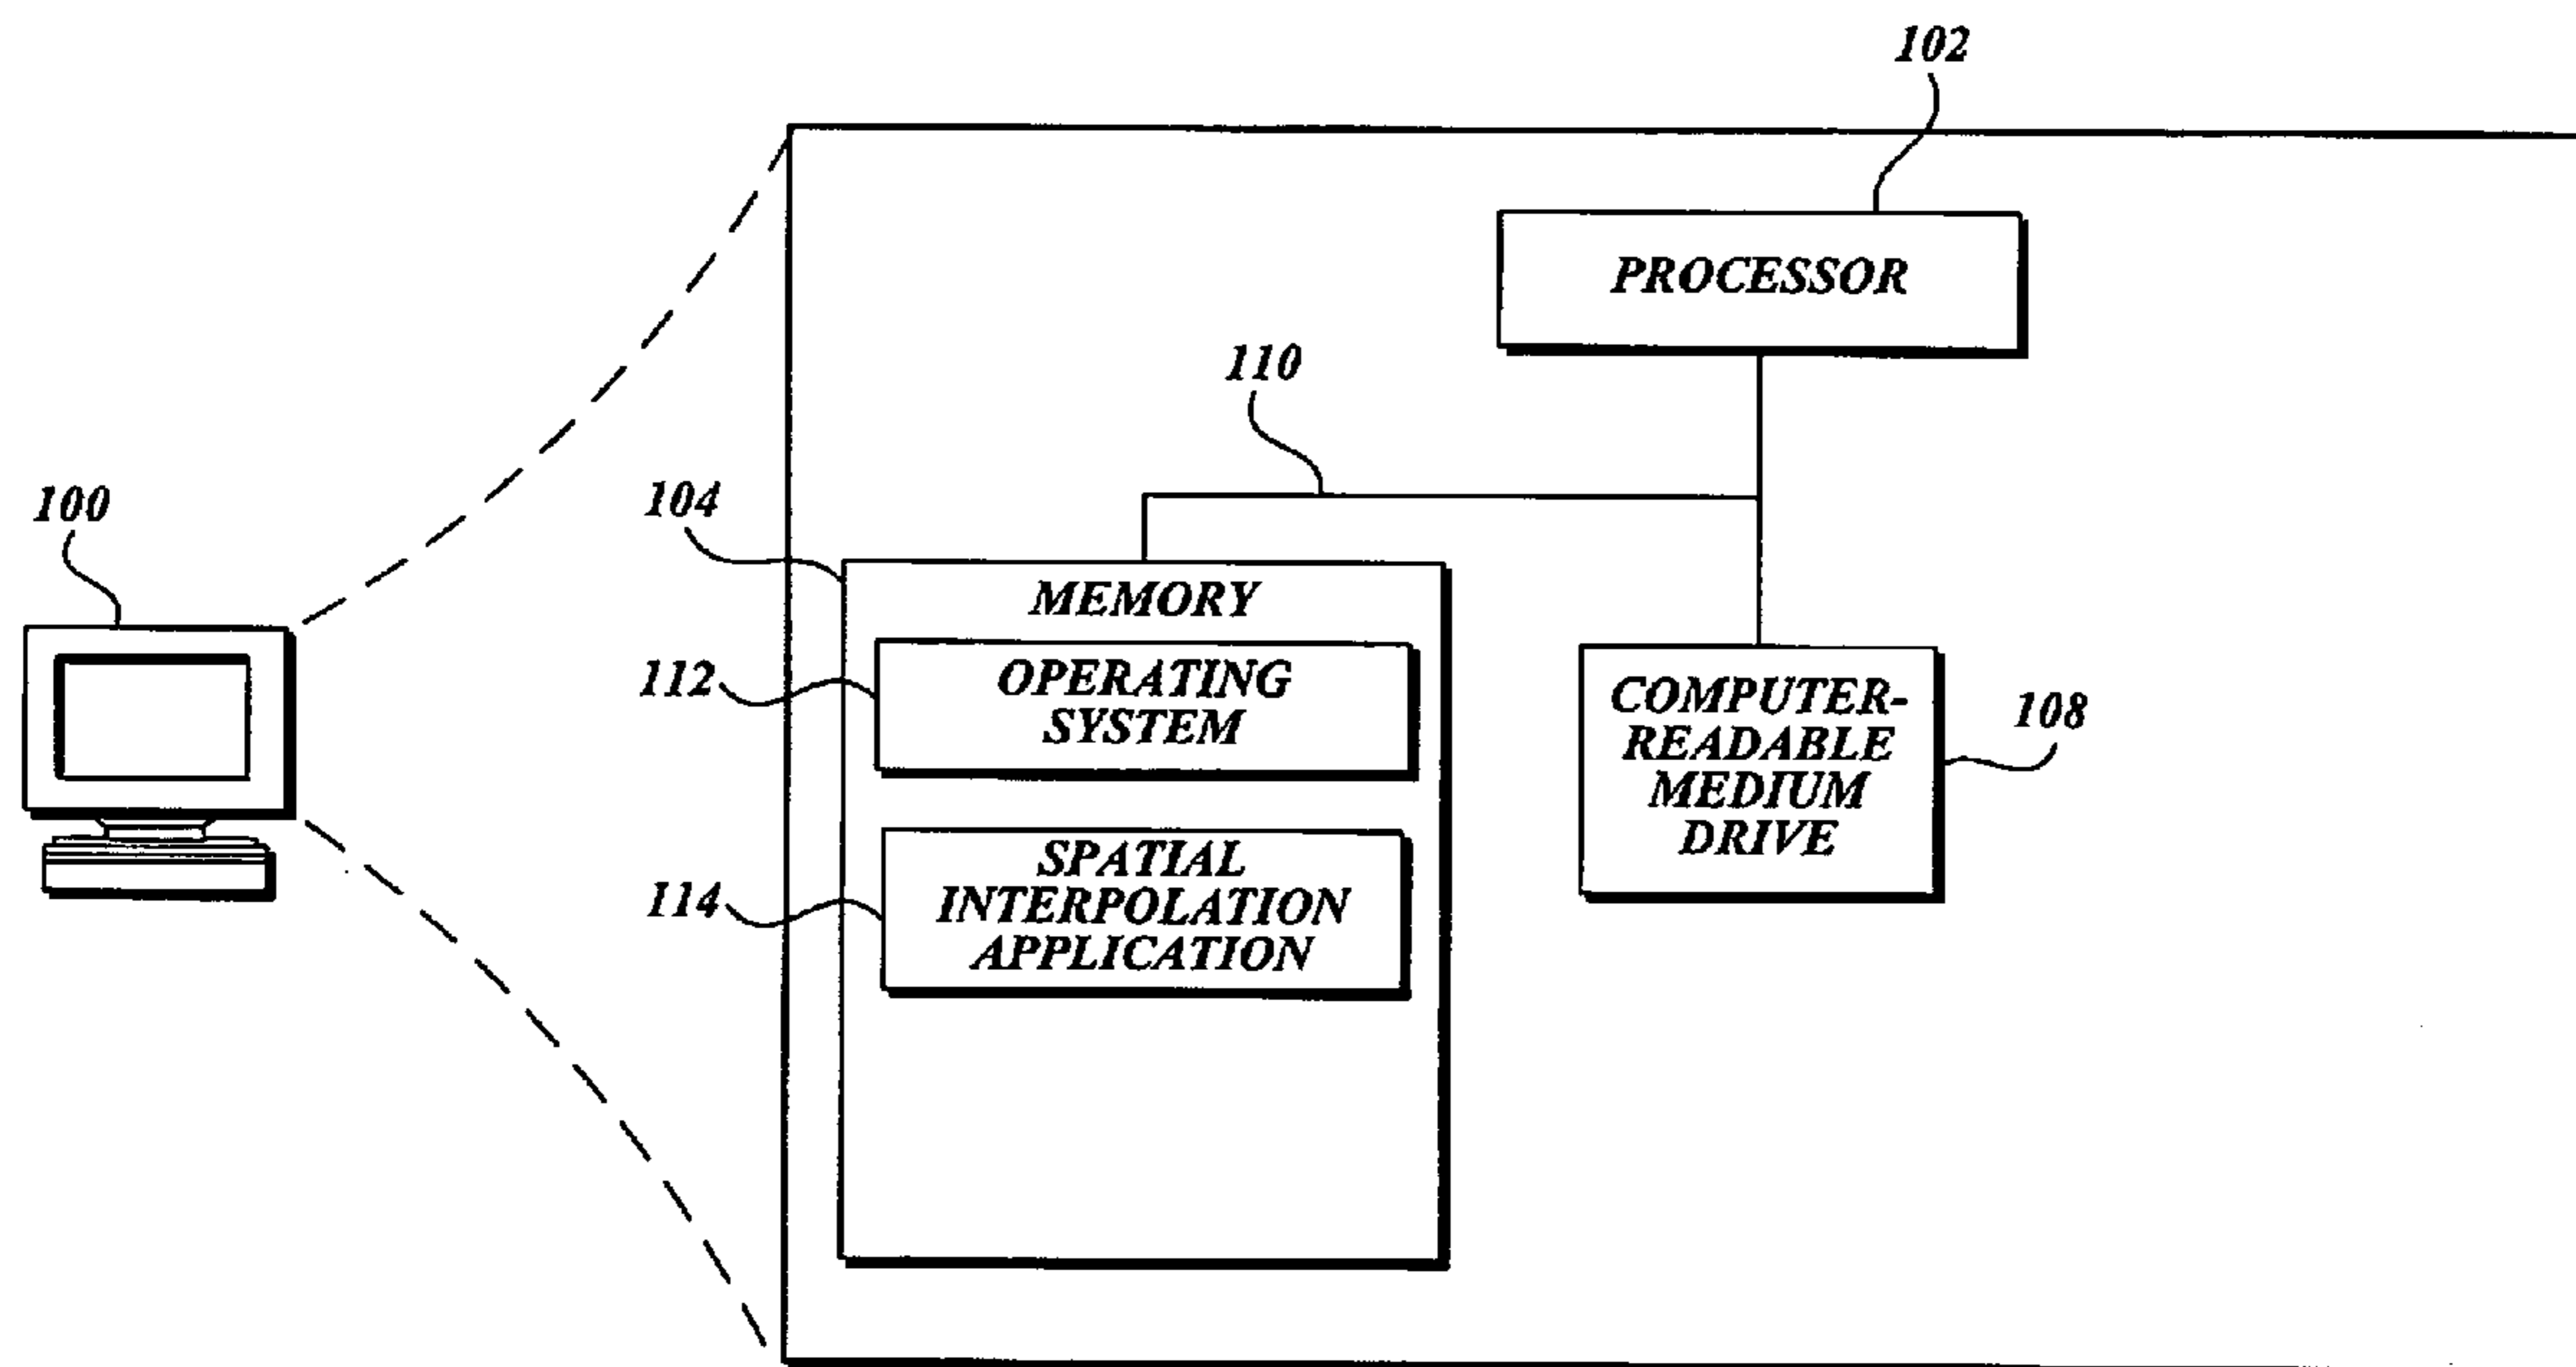 102
PROCESSOR
110
104
100
MEMORY
112
OPERATING
SYSTEM
COMPUTER-
READABLE
MEDIUM
DRIVE
108
114
SPATIAL
INTERPOLATION
APPLICATION